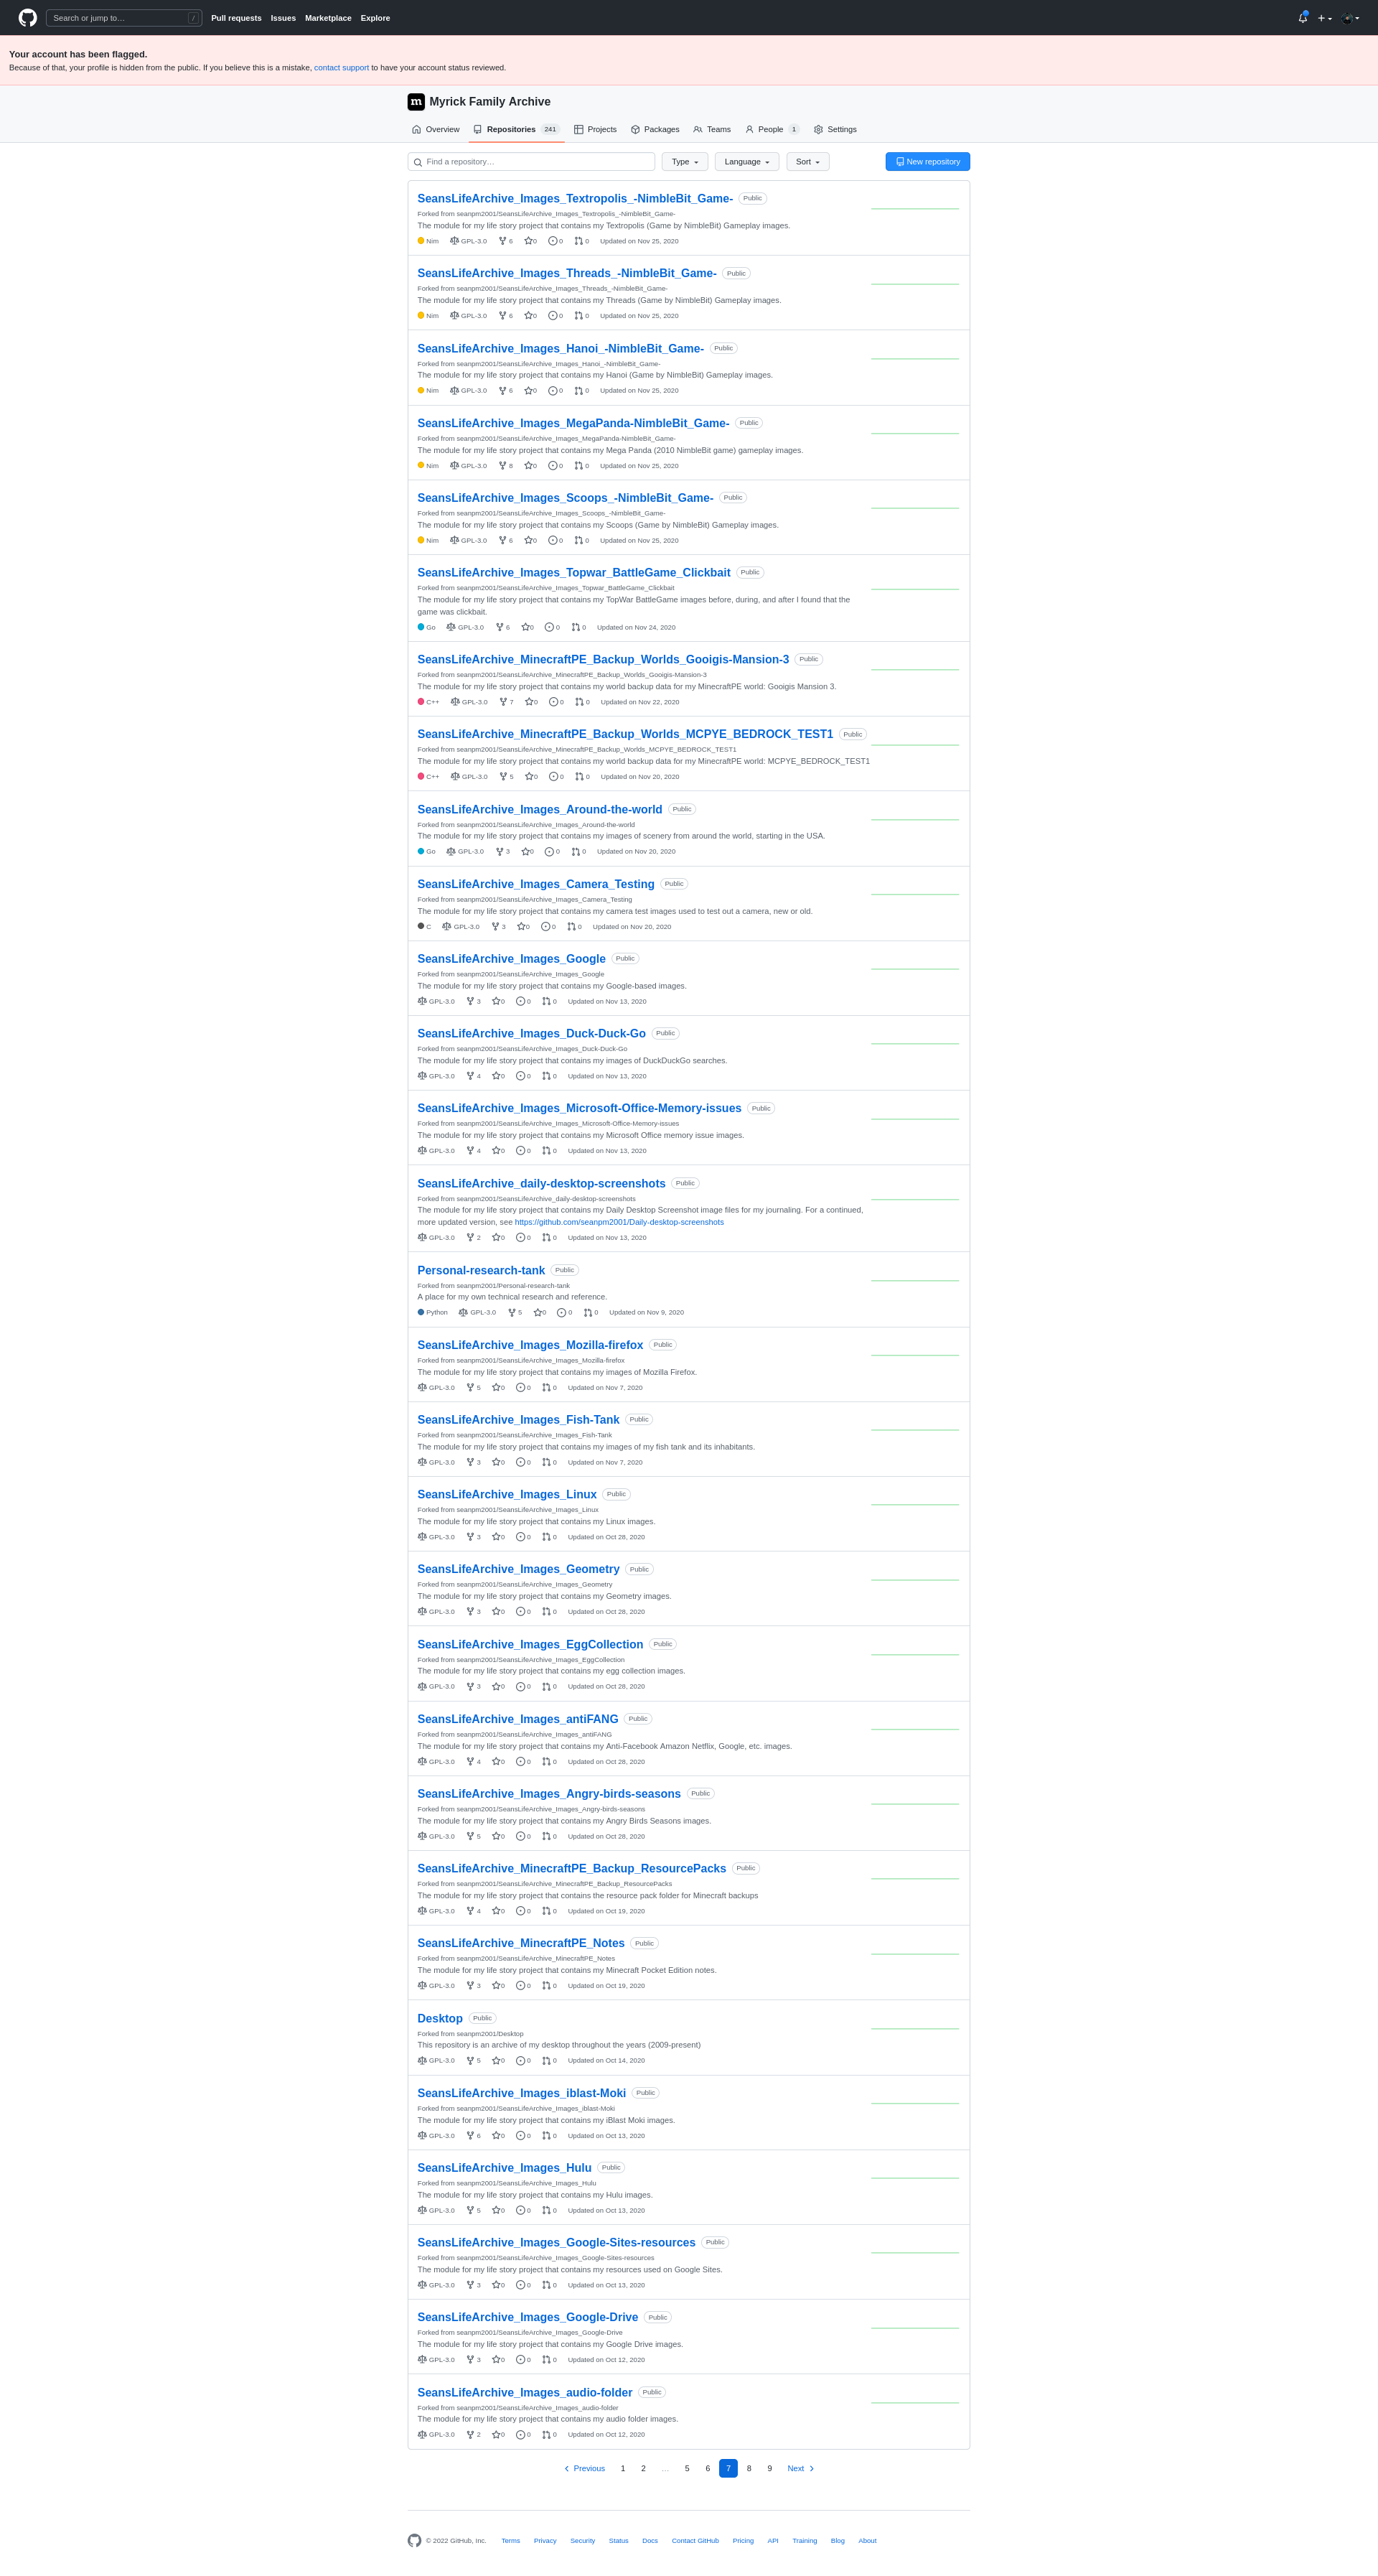 Search or jump to…
/
Pull requests Issues Marketplace Explore
Your account has been flagged.
Because of that, your profile is hidden from the public. If you believe this is a mistake, contact support to have your account status reviewed.
m Myrick Family Archive
Overview Repositories 241 Projects Packages Teams People 1 Settings
Find a repository… Type Language Sort New repository
SeansLifeArchive_Images_Textropolis_-NimbleBit_Game- Public
Forked from seanpm2001/SeansLifeArchive_Images_Textropolis_-NimbleBit_Game-
The module for my life story project that contains my Textropolis (Game by NimbleBit) Gameplay images.
Nim GPL-3.0 6 0 0 0 Updated on Nov 25, 2020
SeansLifeArchive_Images_Threads_-NimbleBit_Game- Public
Forked from seanpm2001/SeansLifeArchive_Images_Threads_-NimbleBit_Game-
The module for my life story project that contains my Threads (Game by NimbleBit) Gameplay images.
Nim GPL-3.0 6 0 0 0 Updated on Nov 25, 2020
SeansLifeArchive_Images_Hanoi_-NimbleBit_Game- Public
Forked from seanpm2001/SeansLifeArchive_Images_Hanoi_-NimbleBit_Game-
The module for my life story project that contains my Hanoi (Game by NimbleBit) Gameplay images.
Nim GPL-3.0 6 0 0 0 Updated on Nov 25, 2020
SeansLifeArchive_Images_MegaPanda-NimbleBit_Game- Public
Forked from seanpm2001/SeansLifeArchive_Images_MegaPanda-NimbleBit_Game-
The module for my life story project that contains my Mega Panda (2010 NimbleBit game) gameplay images.
Nim GPL-3.0 8 0 0 0 Updated on Nov 25, 2020
SeansLifeArchive_Images_Scoops_-NimbleBit_Game- Public
Forked from seanpm2001/SeansLifeArchive_Images_Scoops_-NimbleBit_Game-
The module for my life story project that contains my Scoops (Game by NimbleBit) Gameplay images.
Nim GPL-3.0 6 0 0 0 Updated on Nov 25, 2020
SeansLifeArchive_Images_Topwar_BattleGame_Clickbait Public
Forked from seanpm2001/SeansLifeArchive_Images_Topwar_BattleGame_Clickbait
The module for my life story project that contains my TopWar BattleGame images before, during, and after I found that the
game was clickbait.
Go GPL-3.0 6 0 0 0 Updated on Nov 24, 2020
SeansLifeArchive_MinecraftPE_Backup_Worlds_Gooigis-Mansion-3 Public
Forked from seanpm2001/SeansLifeArchive_MinecraftPE_Backup_Worlds_Gooigis-Mansion-3
The module for my life story project that contains my world backup data for my MinecraftPE world: Gooigis Mansion 3.
C++ GPL-3.0 7 0 0 0 Updated on Nov 22, 2020
SeansLifeArchive_MinecraftPE_Backup_Worlds_MCPYE_BEDROCK_TEST1 Public
Forked from seanpm2001/SeansLifeArchive_MinecraftPE_Backup_Worlds_MCPYE_BEDROCK_TEST1
The module for my life story project that contains my world backup data for my MinecraftPE world: MCPYE_BEDROCK_TEST1
C++ GPL-3.0 5 0 0 0 Updated on Nov 20, 2020
SeansLifeArchive_Images_Around-the-world Public
Forked from seanpm2001/SeansLifeArchive_Images_Around-the-world
The module for my life story project that contains my images of scenery from around the world, starting in the USA.
Go GPL-3.0 3 0 0 0 Updated on Nov 20, 2020
SeansLifeArchive_Images_Camera_Testing Public
Forked from seanpm2001/SeansLifeArchive_Images_Camera_Testing
The module for my life story project that contains my camera test images used to test out a camera, new or old.
C GPL-3.0 3 0 0 0 Updated on Nov 20, 2020
SeansLifeArchive_Images_Google Public
Forked from seanpm2001/SeansLifeArchive_Images_Google
The module for my life story project that contains my Google-based images.
GPL-3.0 3 0 0 0 Updated on Nov 13, 2020
SeansLifeArchive_Images_Duck-Duck-Go Public
Forked from seanpm2001/SeansLifeArchive_Images_Duck-Duck-Go
The module for my life story project that contains my images of DuckDuckGo searches.
GPL-3.0 4 0 0 0 Updated on Nov 13, 2020
SeansLifeArchive_Images_Microsoft-Office-Memory-issues Public
Forked from seanpm2001/SeansLifeArchive_Images_Microsoft-Office-Memory-issues
The module for my life story project that contains my Microsoft Office memory issue images.
GPL-3.0 4 0 0 0 Updated on Nov 13, 2020
SeansLifeArchive_daily-desktop-screenshots Public
Forked from seanpm2001/SeansLifeArchive_daily-desktop-screenshots
The module for my life story project that contains my Daily Desktop Screenshot image files for my journaling. For a continued,
more updated version, see https://github.com/seanpm2001/Daily-desktop-screenshots
GPL-3.0 2 0 0 0 Updated on Nov 13, 2020
Personal-research-tank Public
Forked from seanpm2001/Personal-research-tank
A place for my own technical research and reference.
Python GPL-3.0 5 0 0 0 Updated on Nov 9, 2020
SeansLifeArchive_Images_Mozilla-firefox Public
Forked from seanpm2001/SeansLifeArchive_Images_Mozilla-firefox
The module for my life story project that contains my images of Mozilla Firefox.
GPL-3.0 5 0 0 0 Updated on Nov 7, 2020
SeansLifeArchive_Images_Fish-Tank Public
Forked from seanpm2001/SeansLifeArchive_Images_Fish-Tank
The module for my life story project that contains my images of my fish tank and its inhabitants.
GPL-3.0 3 0 0 0 Updated on Nov 7, 2020
SeansLifeArchive_Images_Linux Public
Forked from seanpm2001/SeansLifeArchive_Images_Linux
The module for my life story project that contains my Linux images.
GPL-3.0 3 0 0 0 Updated on Oct 28, 2020
SeansLifeArchive_Images_Geometry Public
Forked from seanpm2001/SeansLifeArchive_Images_Geometry
The module for my life story project that contains my Geometry images.
GPL-3.0 3 0 0 0 Updated on Oct 28, 2020
SeansLifeArchive_Images_EggCollection Public
Forked from seanpm2001/SeansLifeArchive_Images_EggCollection
The module for my life story project that contains my egg collection images.
GPL-3.0 3 0 0 0 Updated on Oct 28, 2020
SeansLifeArchive_Images_antiFANG Public
Forked from seanpm2001/SeansLifeArchive_Images_antiFANG
The module for my life story project that contains my Anti-Facebook Amazon Netflix, Google, etc. images.
GPL-3.0 4 0 0 0 Updated on Oct 28, 2020
SeansLifeArchive_Images_Angry-birds-seasons Public
Forked from seanpm2001/SeansLifeArchive_Images_Angry-birds-seasons
The module for my life story project that contains my Angry Birds Seasons images.
GPL-3.0 5 0 0 0 Updated on Oct 28, 2020
SeansLifeArchive_MinecraftPE_Backup_ResourcePacks Public
Forked from seanpm2001/SeansLifeArchive_MinecraftPE_Backup_ResourcePacks
The module for my life story project that contains the resource pack folder for Minecraft backups
GPL-3.0 4 0 0 0 Updated on Oct 19, 2020
SeansLifeArchive_MinecraftPE_Notes Public
Forked from seanpm2001/SeansLifeArchive_MinecraftPE_Notes
The module for my life story project that contains my Minecraft Pocket Edition notes.
GPL-3.0 3 0 0 0 Updated on Oct 19, 2020
Desktop Public
Forked from seanpm2001/Desktop
This repository is an archive of my desktop throughout the years (2009-present)
GPL-3.0 5 0 0 0 Updated on Oct 14, 2020
SeansLifeArchive_Images_iblast-Moki Public
Forked from seanpm2001/SeansLifeArchive_Images_iblast-Moki
The module for my life story project that contains my iBlast Moki images.
GPL-3.0 6 0 0 0 Updated on Oct 13, 2020
SeansLifeArchive_Images_Hulu Public
Forked from seanpm2001/SeansLifeArchive_Images_Hulu
The module for my life story project that contains my Hulu images.
GPL-3.0 5 0 0 0 Updated on Oct 13, 2020
SeansLifeArchive_Images_Google-Sites-resources Public
Forked from seanpm2001/SeansLifeArchive_Images_Google-Sites-resources
The module for my life story project that contains my resources used on Google Sites.
GPL-3.0 3 0 0 0 Updated on Oct 13, 2020
SeansLifeArchive_Images_Google-Drive Public
Forked from seanpm2001/SeansLifeArchive_Images_Google-Drive
The module for my life story project that contains my Google Drive images.
GPL-3.0 3 0 0 0 Updated on Oct 12, 2020
SeansLifeArchive_Images_audio-folder Public
Forked from seanpm2001/SeansLifeArchive_Images_audio-folder
The module for my life story project that contains my audio folder images.
GPL-3.0 2 0 0 0 Updated on Oct 12, 2020
Previous 1 2 … 5 6 7 8 9 Next
© 2022 GitHub, Inc. Terms Privacy Security Status Docs Contact GitHub Pricing API Training Blog About